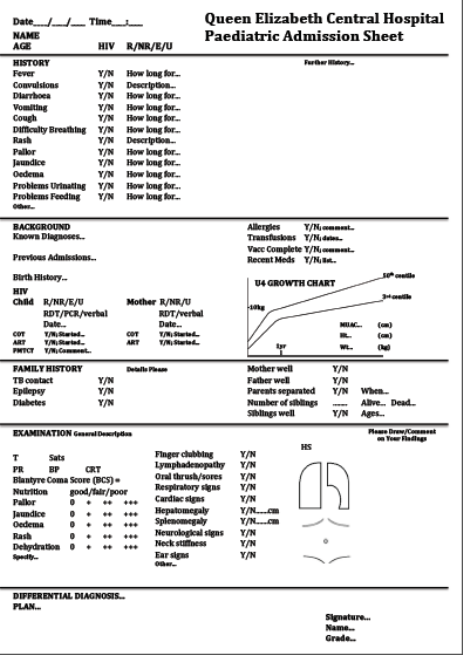 Date___/___/___ Time___:___
Queen Elizabeth Central Hospital
Paediatric Admission Sheet
NAME
AGE HIV R/NR/E/U
HISTORY
Further History...
Fever Y/N How long for...
Convulsions Y/N Description...
Diarrhoea Y/N How long for...
Vomiting Y/N How long for...
Cough Y/N How long for...
Difficulty Breathing Y/N How long for...
Rash Y/N Description...
Pallor Y/N How long for...
Jaundice Y/N How long for...
Oedema Y/N How long for...
Problems Urinating Y/N How long for...
Problems Feeding Y/N How long for...
Other...
BACKGROUND
Known Diagnoses...
Previous Admissions...
Birth History...
HIV
Child R/NR/E/U Mother R/NR/U
RDT/PCR/verbal RDT/verbal
Date... Date...
COT Y/N; Started... COT Y/N; Started...
ART Y/N; Started... ART Y/N; Started...
PMTCT Y/N; Comment...
Allergies Y/N; comment...
Transfusions Y/N; dates...
Vacc Complete Y/N; comment...
Recent Meds Y/N; list...
U4 GROWTH CHART
50th centile
3rd centile
-10kg
1yr
MUAC... (cm)
Ht... (cm)
Wt... (kg)
FAMILY HISTORY Details Please
TB contact Y/N
Epilepsy Y/N
Diabetes Y/N
Mother well Y/N
Father well Y/N
Parents separated Y/N When...
Number of siblings ....... Alive... Dead...
Siblings well Y/N Ages...
EXAMINATION General Description
Please Draw/Comment
on Your Findings
T Sats
PR BP CRT
Blantyre Coma Score (BCS) =
Nutrition good/fair/poor
Pallor 0 + ++ +++
Jaundice 0 + ++ +++
Oedema 0 + ++ +++
Rash 0 + ++ +++
Dehydration 0 + ++ +++
Specify...
Finger clubbing Y/N
Lymphadenopathy Y/N
Oral thrush/sores Y/N
Respiratory signs Y/N
Cardiac signs Y/N
Hepatomegaly Y/N......cm
Splenomegaly Y/N......cm
Neurological signs Y/N
Neck stiffness Y/N
Ear signs Y/N
Other...
HS
DIFFERENTIAL DIAGNOSIS...
PLAN...
Signature...
Name...
Grade...